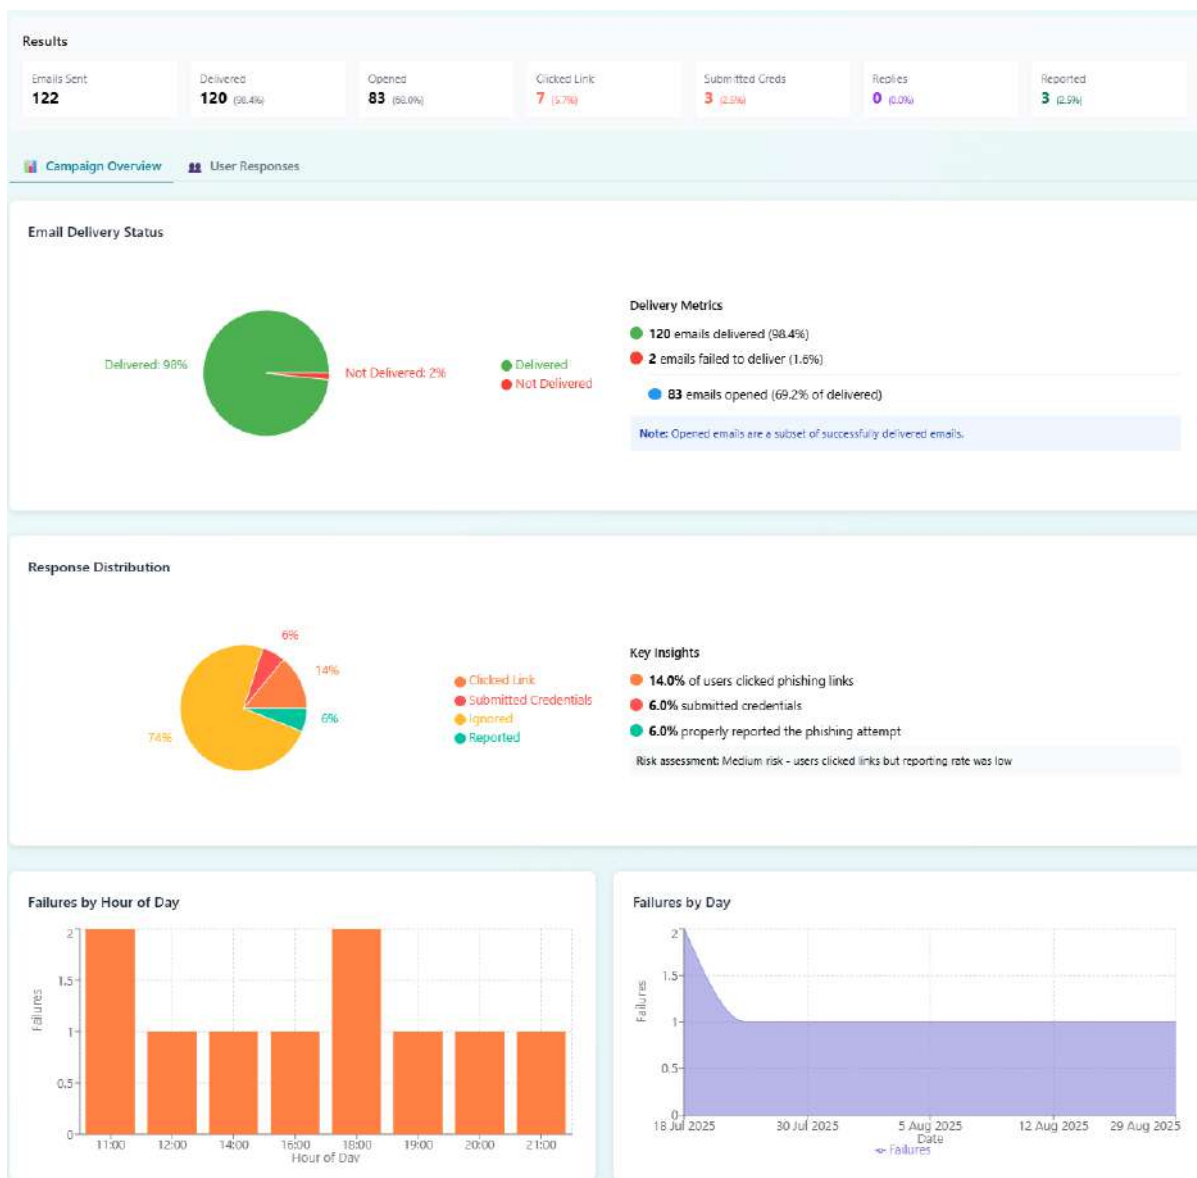 Results
Emails Sent
122
Delivered
120 (98.4%)
Opened
83 (68.0%)
Clicked Link
7 (5.7%)
Submitted Creds
3 (2.5%)
Replies
0 (0.0%)
Reported
3 (2.5%)
Campaign Overview
User Responses
Email Delivery Status
Delivered: 98%
Not Delivered: 2%
Delivered
Not Delivered
Delivery Metrics
120 emails delivered (98.4%)
2 emails failed to deliver (1.6%)
83 emails opened (69.2% of delivered)
Note: Opened emails are a subset of successfully delivered emails.
Response Distribution
6%
14%
6%
74%
Clicked Link
Submitted Credentials
Ignored
Reported
Key Insights
14.0% of users clicked phishing links
6.0% submitted credentials
6.0% properly reported the phishing attempt
Risk assessment: Medium risk - users clicked links but reporting rate was low
Failures by Hour of Day
2
1.5
1
0.5
0
Failures
11:00 12:00 14:00 16:00 18:00 19:00 20:00 21:00
Hour of Day
Failures by Day
2
1.5
1
0.5
0
Failures
18 Jul 2025 30 Jul 2025 5 Aug 2025 12 Aug 2025 29 Aug 2025
Date
Failures